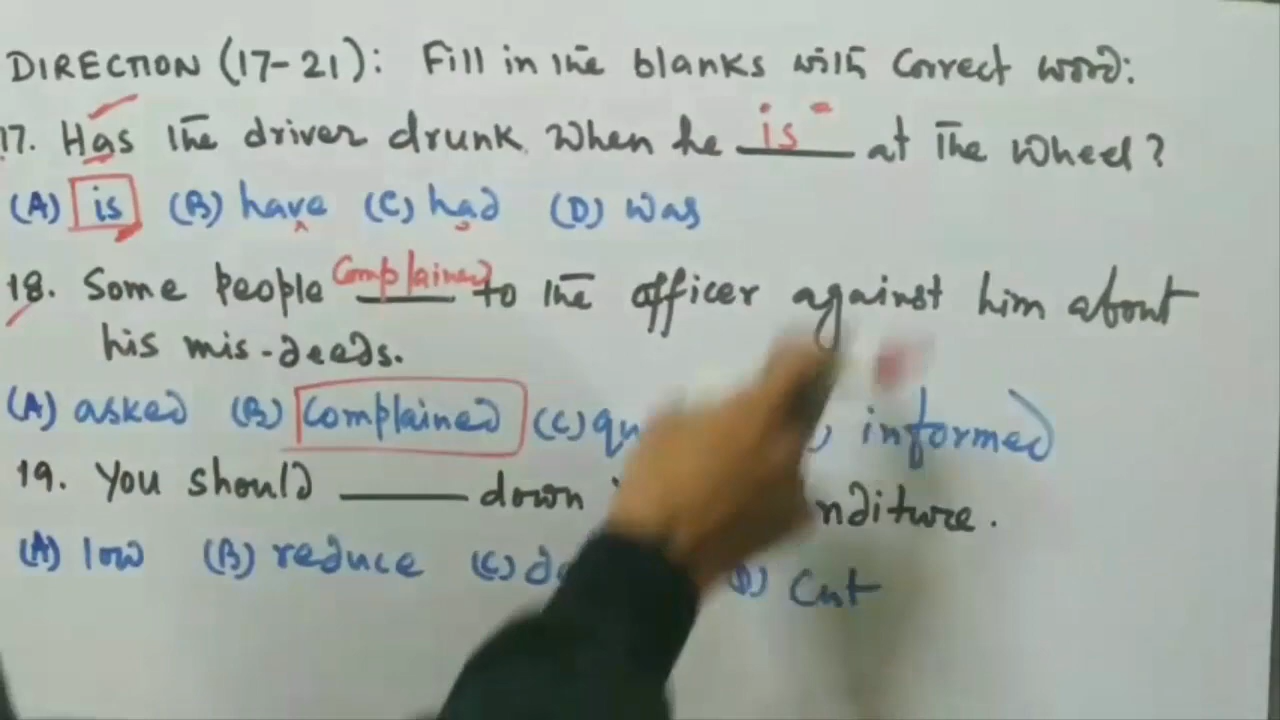 DIRECTION (17-21): Fill in the blanks with correct word:
17. Has the driver drunk when he is at the wheel?
(A) is (B) have (C) had (D) was
18. Some people complained to the officer against him about
his mis-deeds.
(A) asked (B) complained (C) informed
19. You should ____ down
(A) low (B) reduce (C) (D) cut